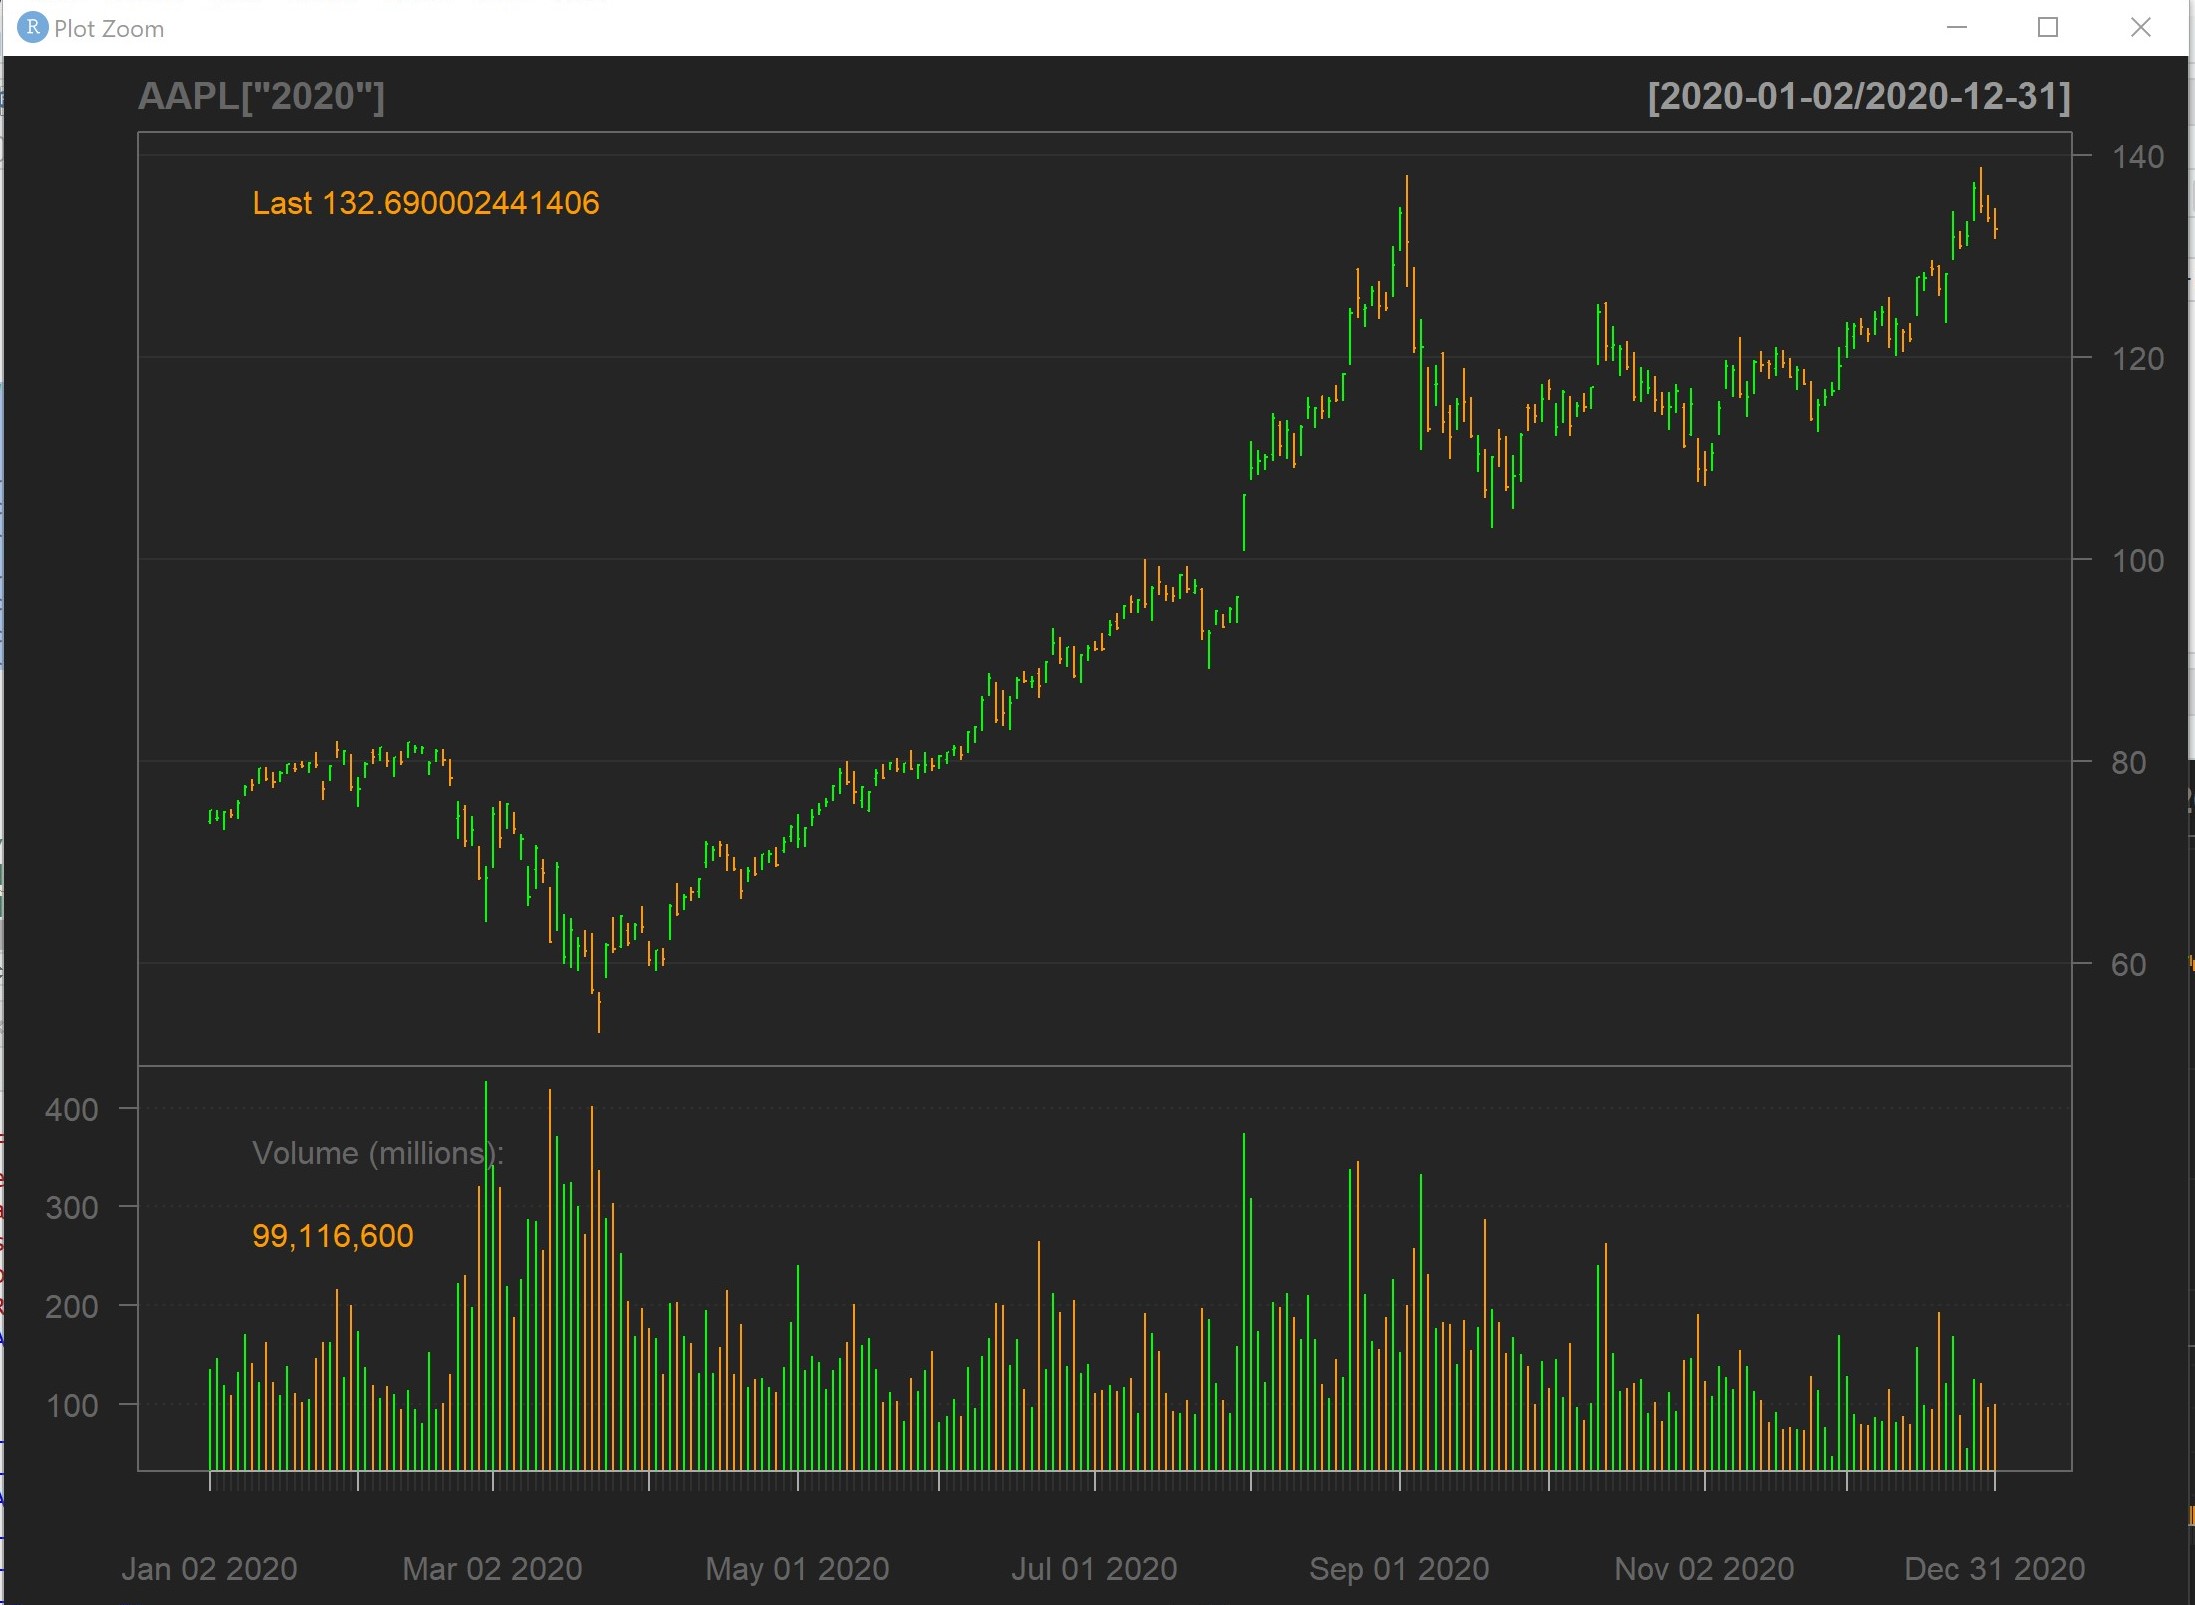 R Plot Zoom
AAPL["2020"] [2020-01-02/2020-12-31]
Last 132.690002441406
140
120
100
80
60
Volume (millions):
99,116,600
400
300
200
100
Jan 02 2020 Mar 02 2020 May 01 2020 Jul 01 2020 Sep 01 2020 Nov 02 2020 Dec 31 2020